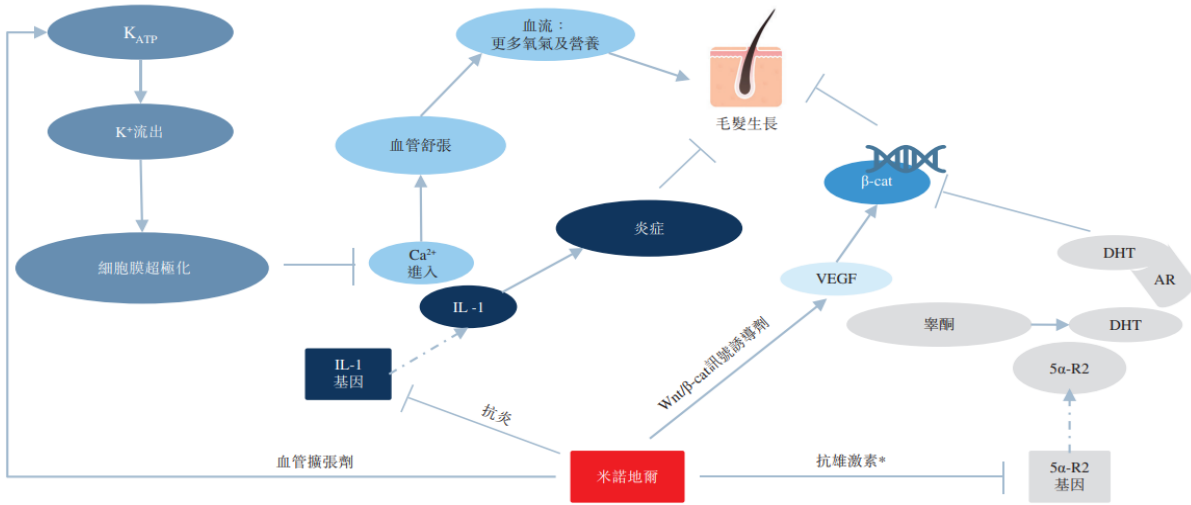 K_ATP
K⁺流出
細胞膜超極化
血流：
更多氧氣及營養
血管舒張
Ca²⁺
進入
IL -1
IL-1
基因
炎症
毛髮生長
β-cat
VEGF
DHT
AR
DHT
睾酮
5α-R2
5α-R2
基因
Wnt/β-cat訊號誘導劑
抗炎
血管擴張劑
米諾地爾
抗雄激素*